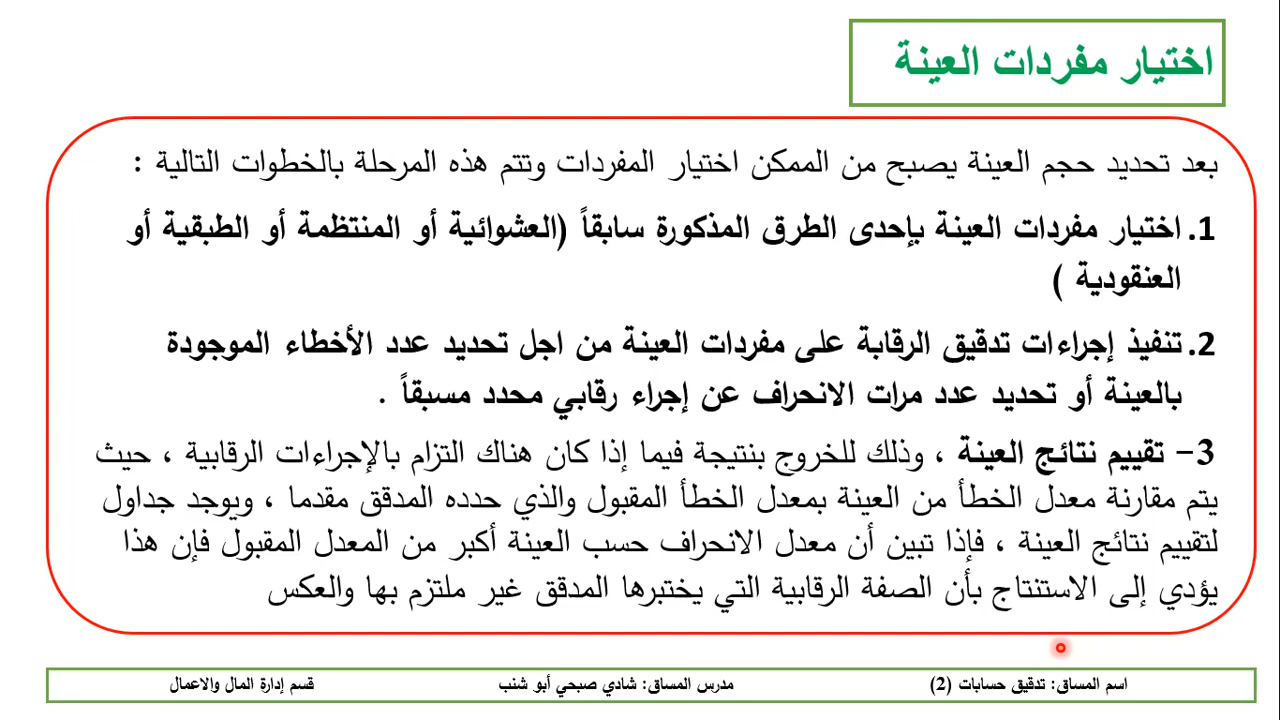 اختيار مفردات العينة
بعد تحديد حجم العينة يصبح من الممكن اختيار المفردات وتتم هذه المرحلة بالخطوات التالية :
1. اختيار مفردات العينة بإحدى الطرق المذكورة سابقاً (العشوائية أو المنتظمة أو الطبقية أو
العنقودية )
2. تنفيذ إجراءات تدقيق الرقابة على مفردات العينة من اجل تحديد عدد الأخطاء الموجودة
بالعينة أو تحديد عدد مرات الانحراف عن إجراء رقابي محدد مسبقاً .
3- تقييم نتائج العينة ، وذلك للخروج بنتيجة فيما إذا كان هناك التزام بالإجراءات الرقابية ، حيث
يتم مقارنة معدل الخطأ من العينة بمعدل الخطأ المقبول والذي حدده المدقق مقدما ، ويوجد جداول
لتقييم نتائج العينة ، فإذا تبين أن معدل الانحراف حسب العينة أكبر من المعدل المقبول فإن هذا
يؤدي إلى الاستنتاج بأن الصفة الرقابية التي يختبرها المدقق غير ملتزم بها والعكس
اسم المساق: تدقيق حسابات (2) مدرس المساق: شادي صبحي أبو شنب قسم إدارة المال والاعمال